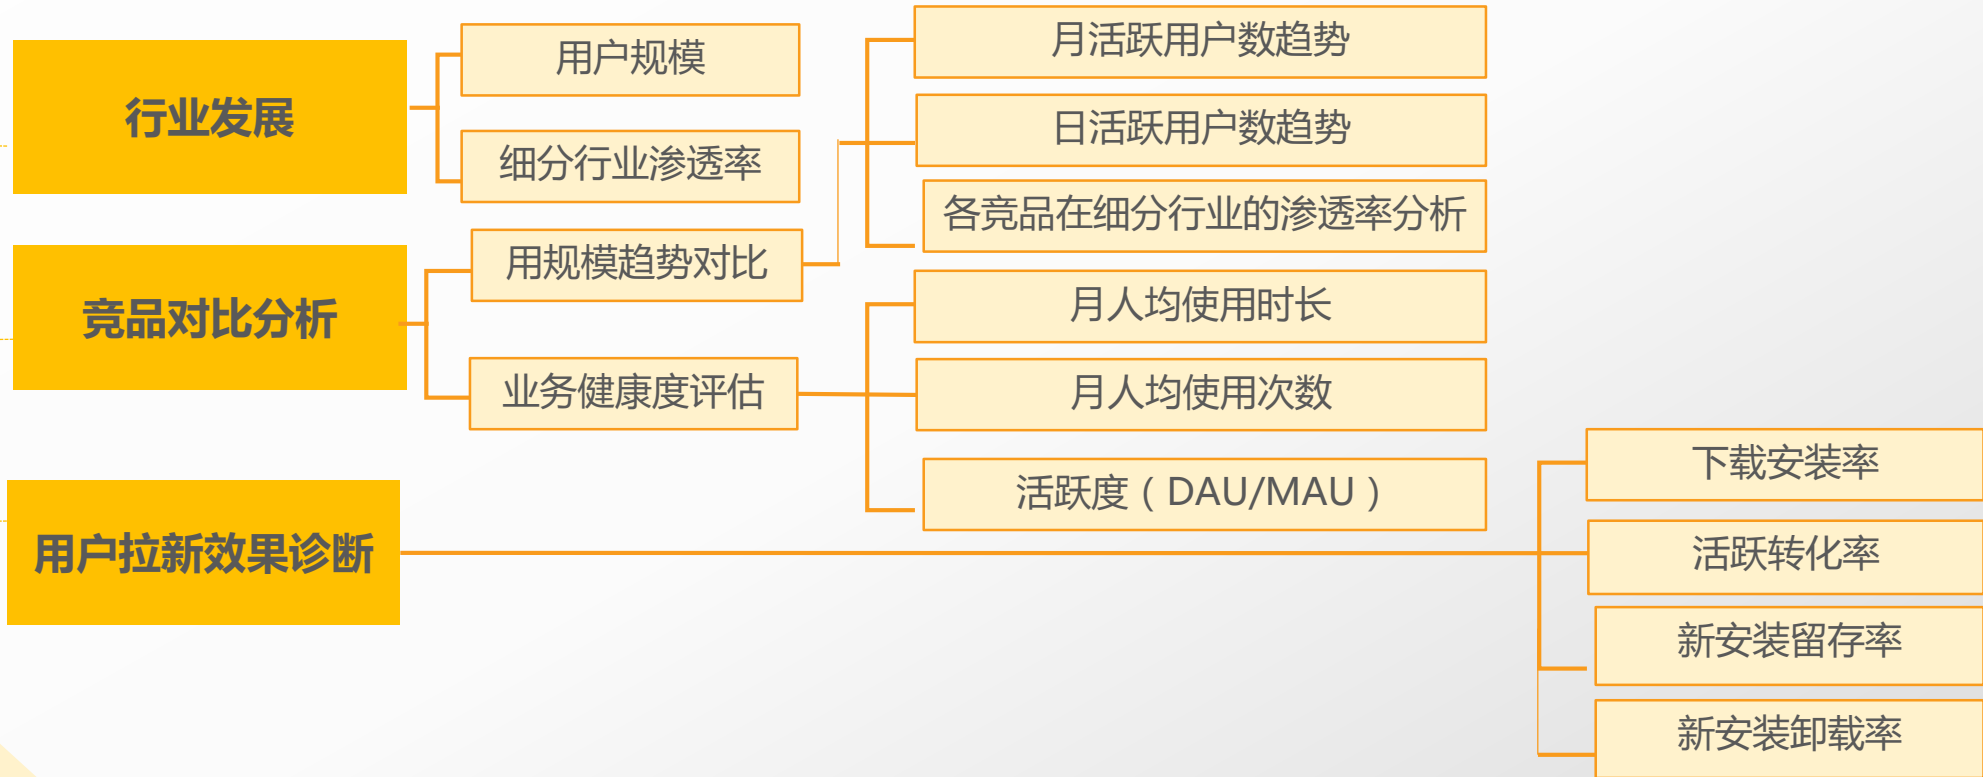 行业发展
用户规模
细分行业渗透率
竞品对比分析
用规模趋势对比
月活跃用户数趋势
日活跃用户数趋势
各竞品在细分行业的渗透率分析
业务健康度评估
月人均使用时长
月人均使用次数
活跃度（DAU/MAU）
用户拉新效果诊断
下载安装率
活跃转化率
新安装留存率
新安装卸载率